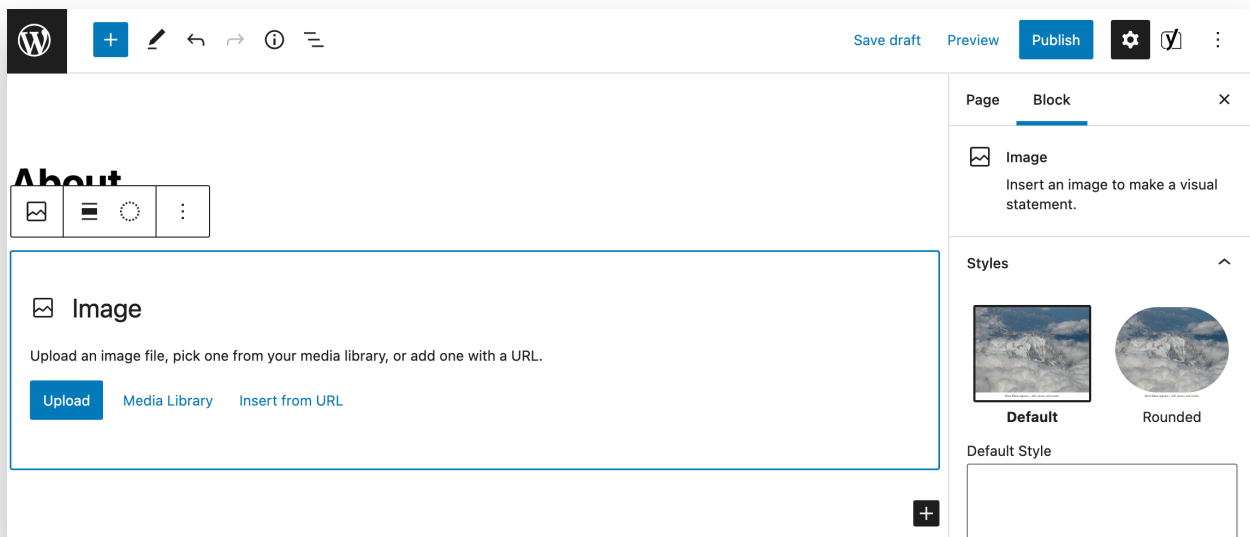 Save draft
Preview
Publish
Page
Block
About
Image
Insert an image to make a visual
statement.
Styles
Image
Upload an image file, pick one from your media library, or add one with a URL.
Upload
Media Library
Insert from URL
Default
Rounded
Default Style